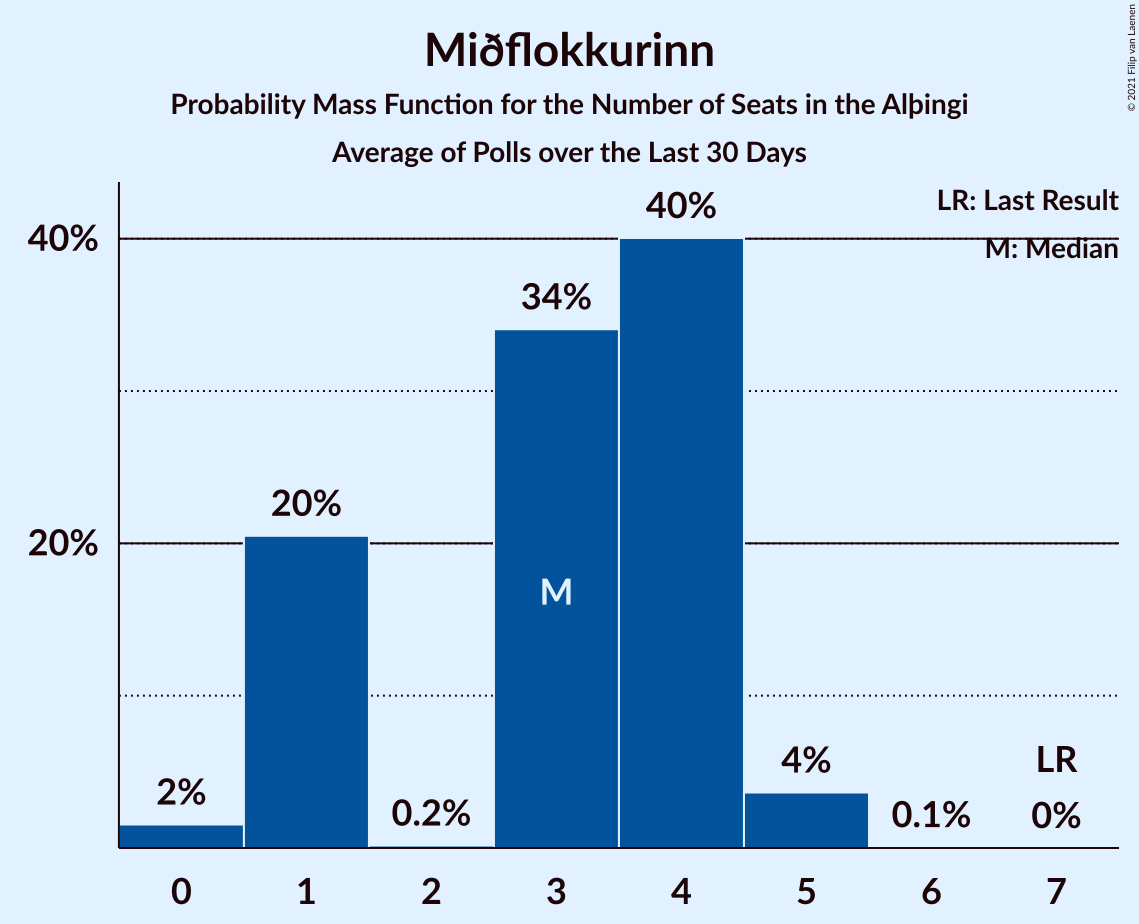 Miðflokkurinn
Probability Mass Function for the Number of Seats in the Alþingi
Average of Polls over the Last 30 Days
© 2021 Filip van Laenen
LR: Last Result
M: Median
40%
20%
2%
20%
0.2%
34%
M
40%
4%
0.1%
LR
0%
0 1 2 3 4 5 6 7